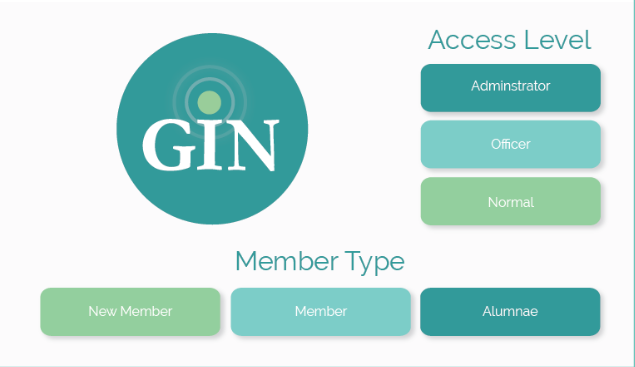 GIN
Access Level
Adminstrator
Officer
Normal
Member Type
New Member
Member
Alumnae